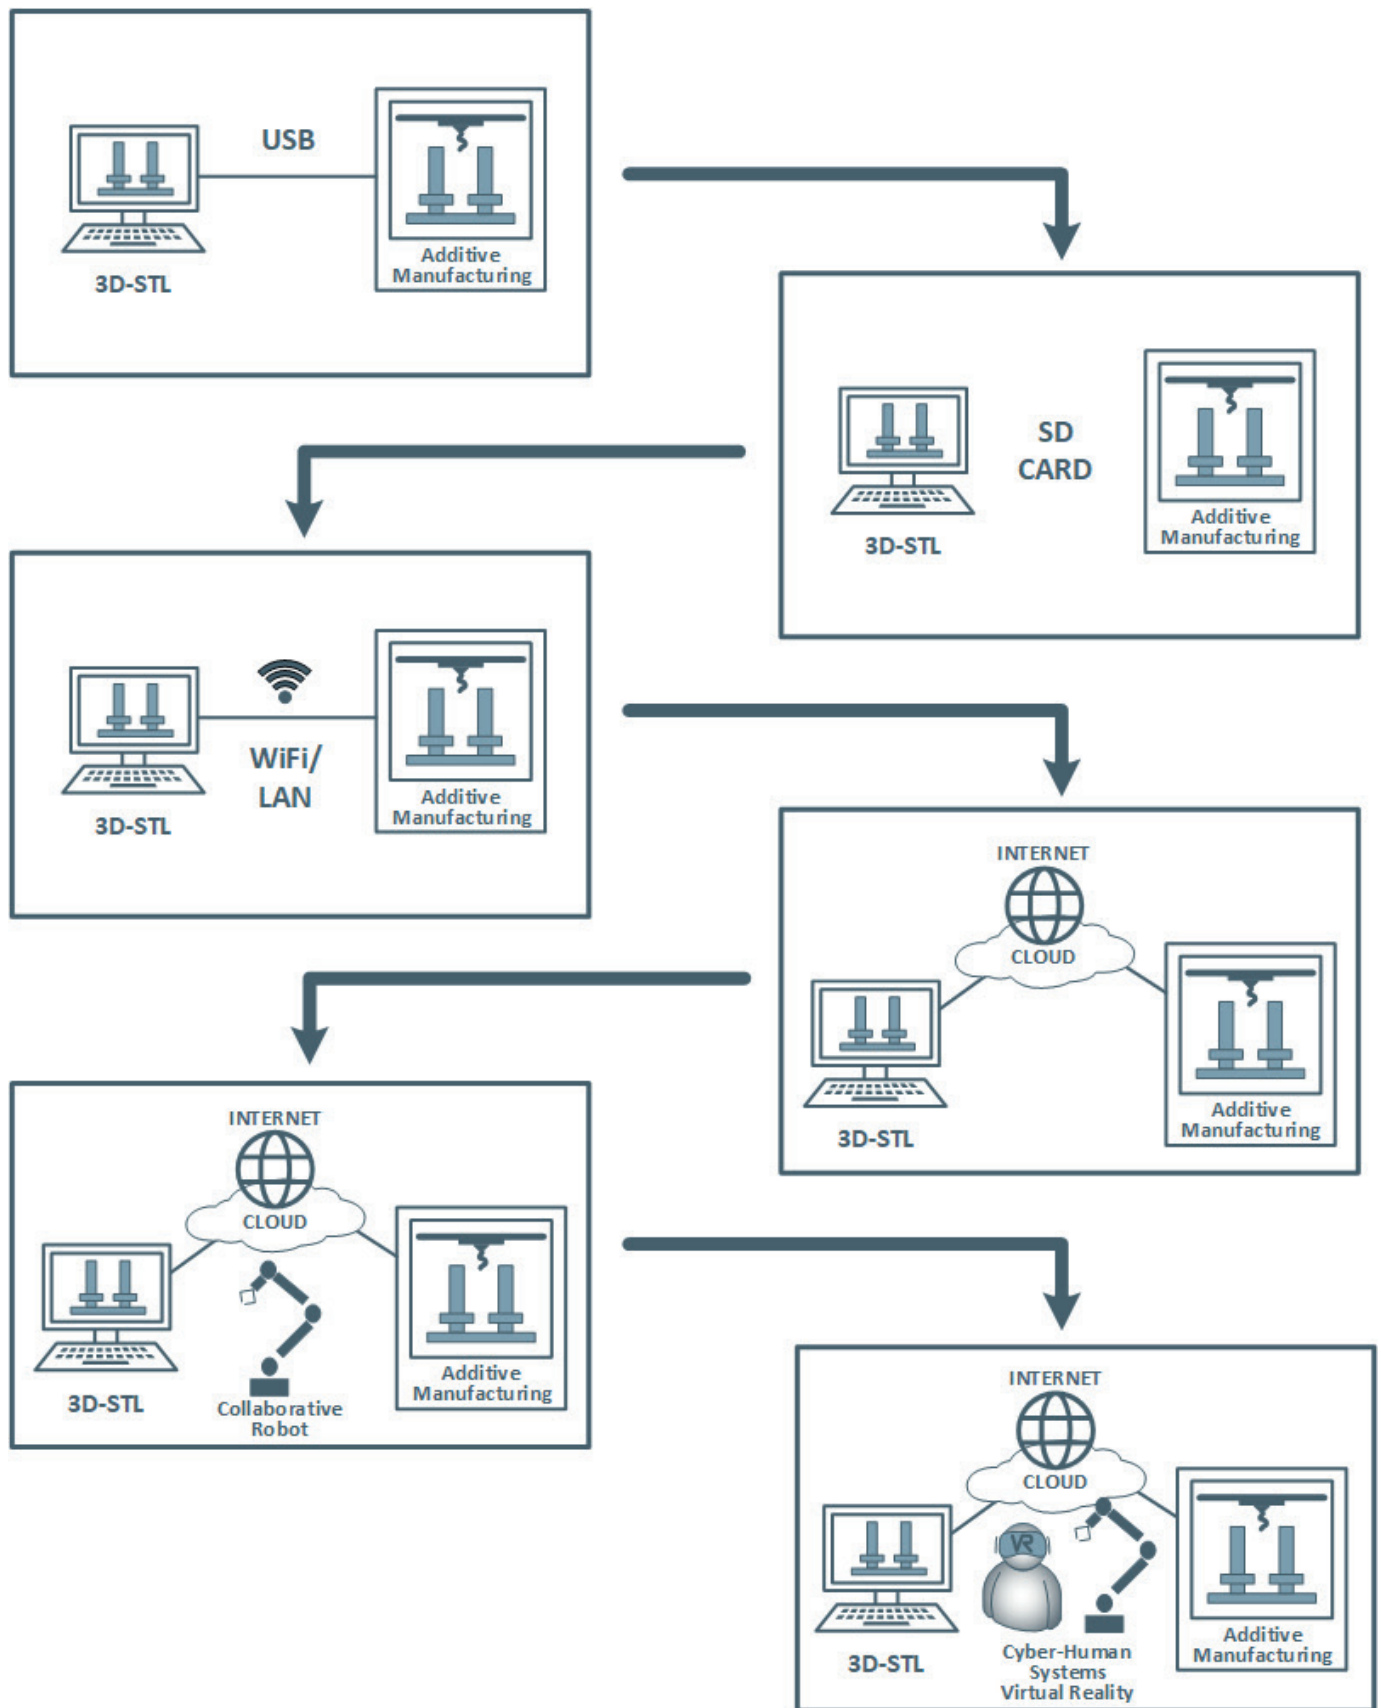 USB
3D-STL
Additive
Manufacturing
SD
CARD
3D-STL
Additive
Manufacturing
WiFi/
LAN
3D-STL
Additive
Manufacturing
INTERNET
CLOUD
3D-STL
Additive
Manufacturing
INTERNET
CLOUD
3D-STL
Collaborative
Robot
Additive
Manufacturing
INTERNET
CLOUD
VR
3D-STL
Cyber-Human
Systems
Virtual Reality
Additive
Manufacturing